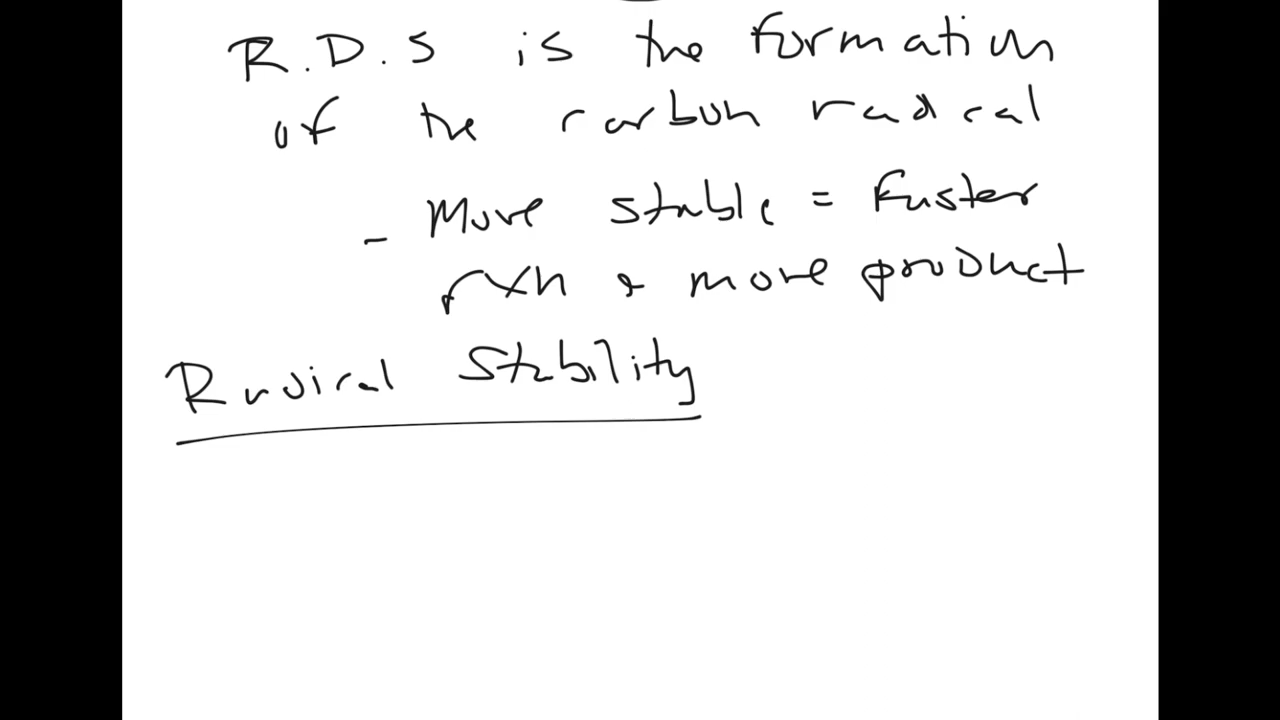 R.D.S is the formation
of the carbon radical
- More stable = Faster
rxn & more product
Radical Stability